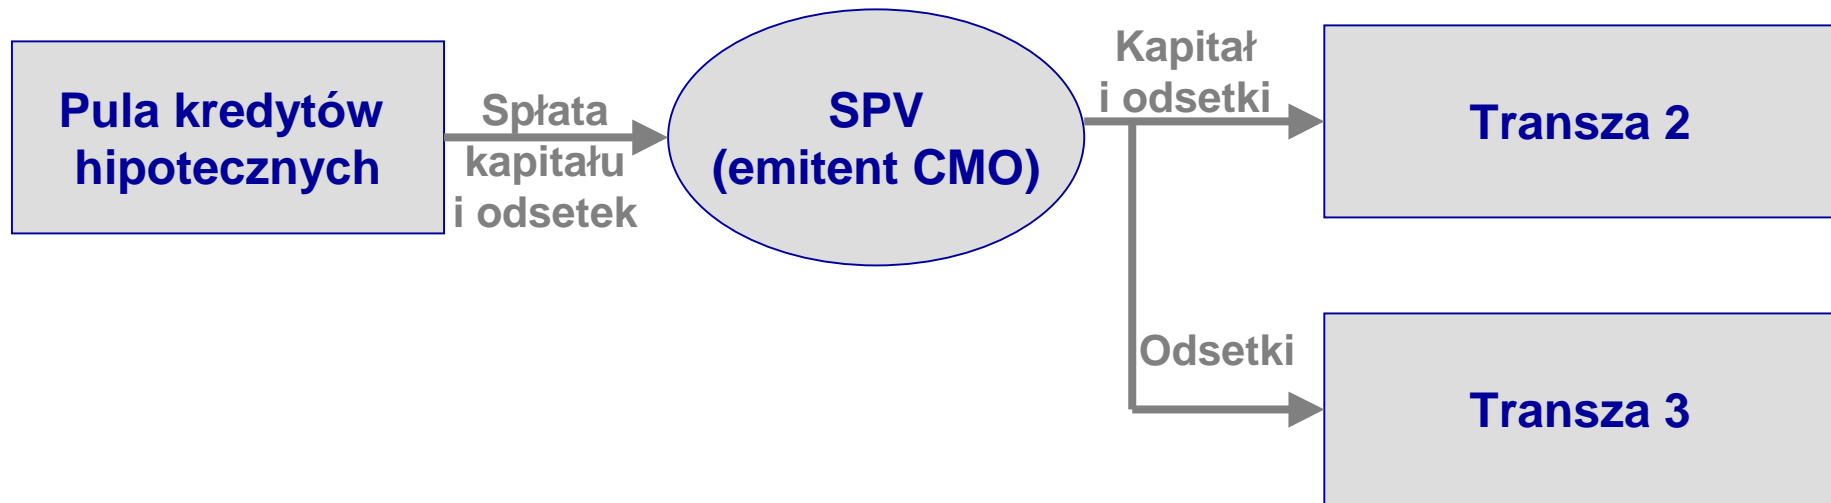 Pula kredytów
hipotecznych
Spłata
kapitału
i odsetek
SPV
(emitent CMO)
Kapitał
i odsetki
Transza 2
Odsetki
Transza 3